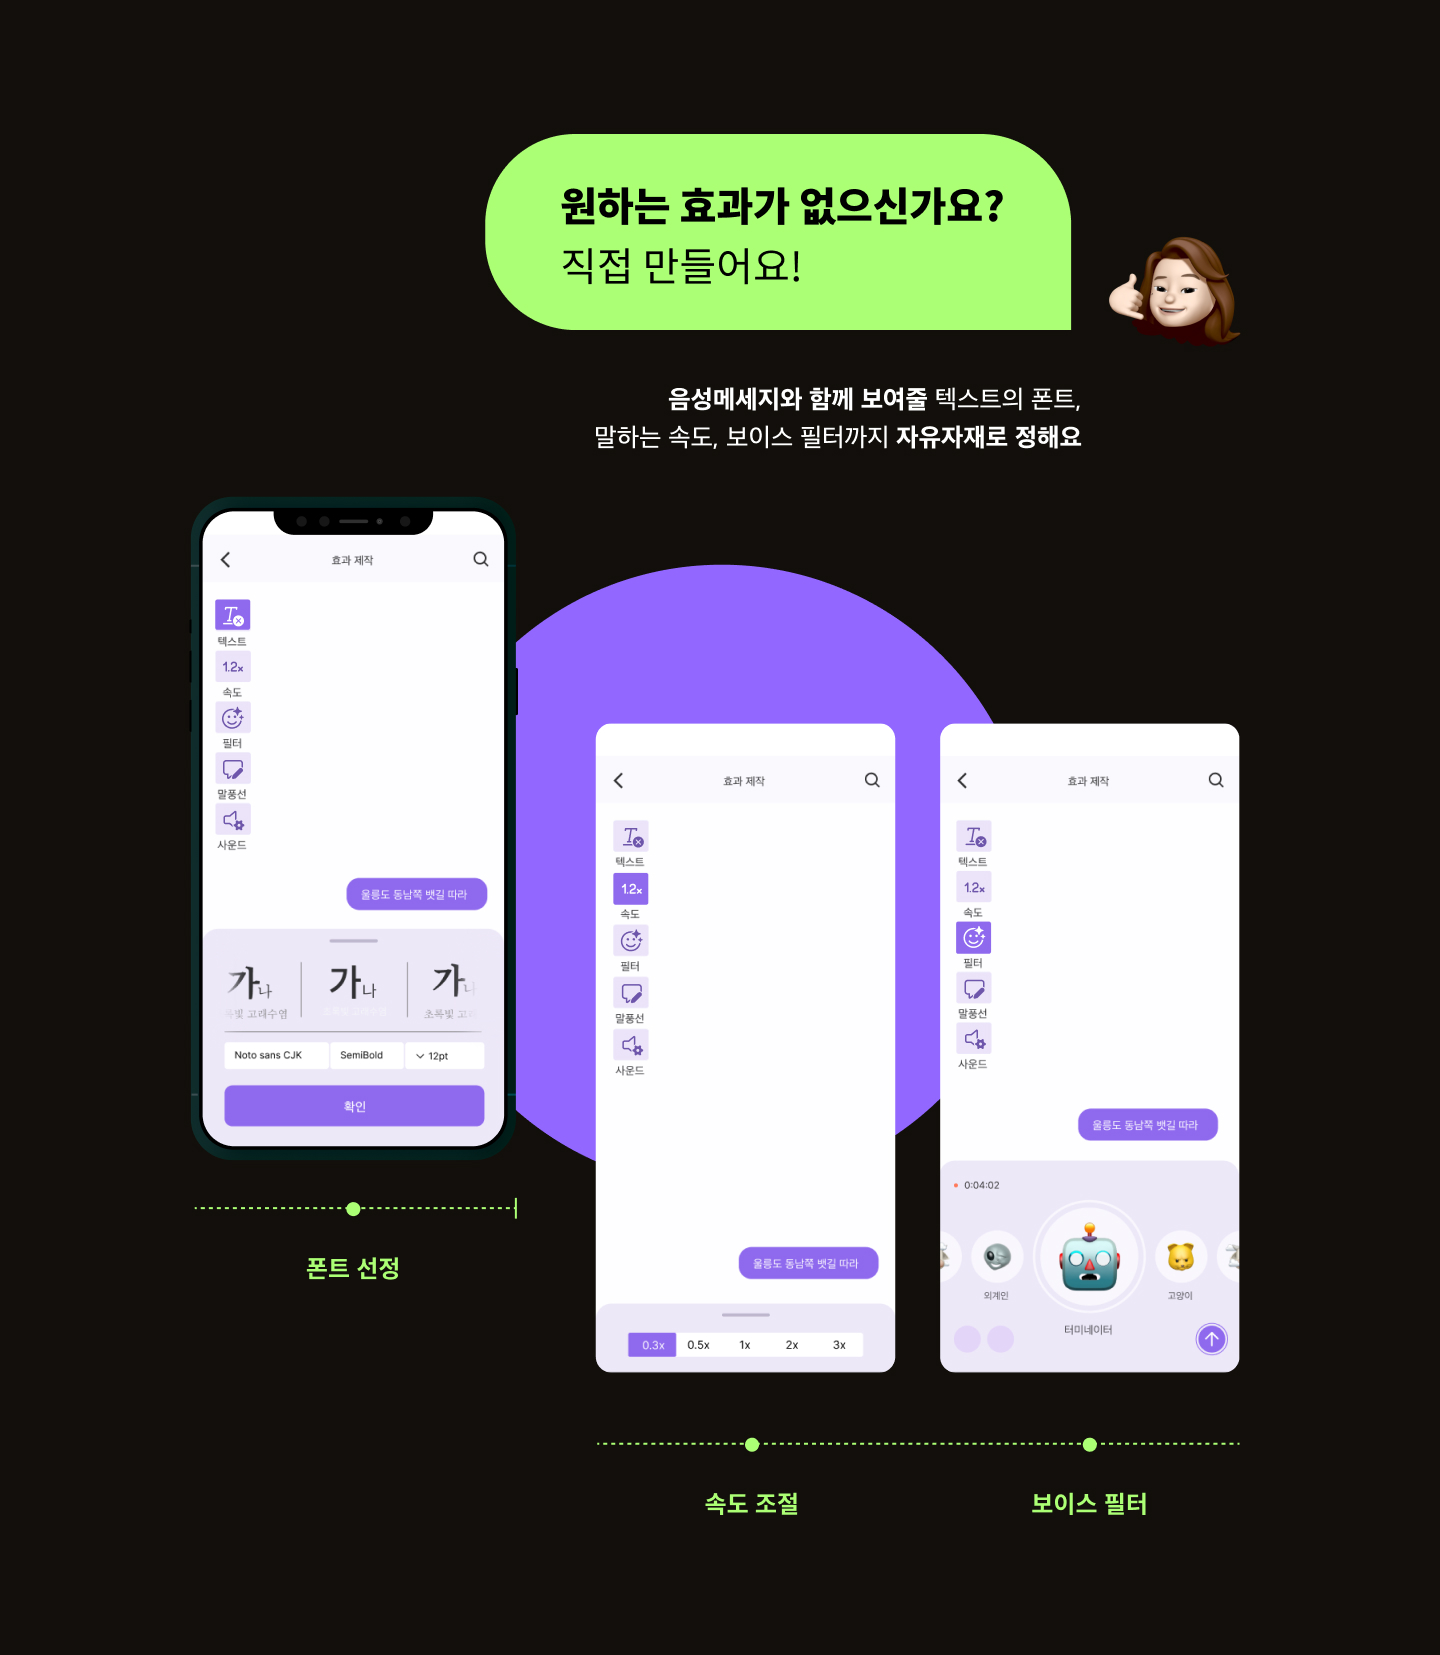 원하는 효과가 없으신가요?
직접 만들어요!
음성메세지와 함께 보여줄 텍스트의 폰트,
말하는 속도, 보이스 필터까지 자유자재로 정해요
효과 제작
텍스트
1.2x
속도
필터
말풍선
사운드
울릉도 동남쪽 뱃길 따라
가나
가나
가나
록빛 고래수염
초록빛 고래
Noto sans CJK
SemiBold
12pt
확인
폰트 선정
효과 제작
텍스트
1.2x
속도
필터
말풍선
사운드
울릉도 동남쪽 뱃길 따라
0.3x
0.5x
1x
2x
3x
속도 조절
효과 제작
텍스트
1.2x
속도
필터
말풍선
사운드
울릉도 동남쪽 뱃길 따라
0:04:02
외계인
터미네이터
고양이
보이스 필터